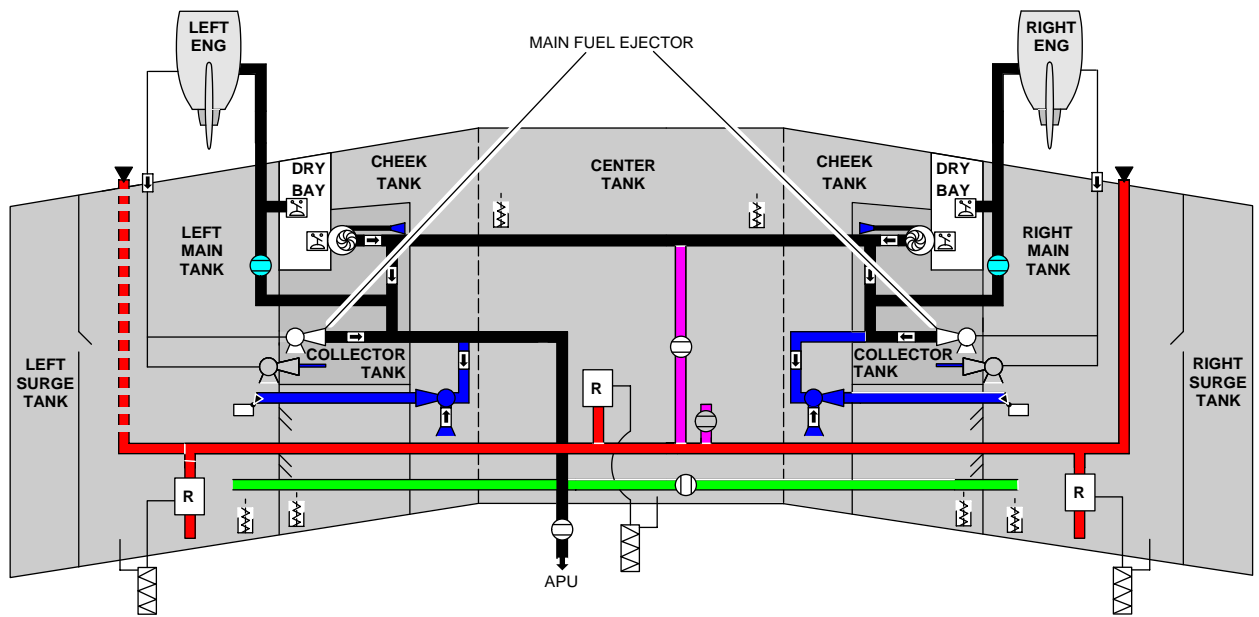 LEFT
ENG
MAIN FUEL EJECTOR
RIGHT
ENG
DRY
BAY
CHEEK
TANK
CENTER
TANK
CHEEK
TANK
DRY
BAY
LEFT
MAIN
TANK
RIGHT
MAIN
TANK
COLLECTOR
TANK
COLLECTOR
TANK
LEFT
SURGE
TANK
RIGHT
SURGE
TANK
R
R
R
APU